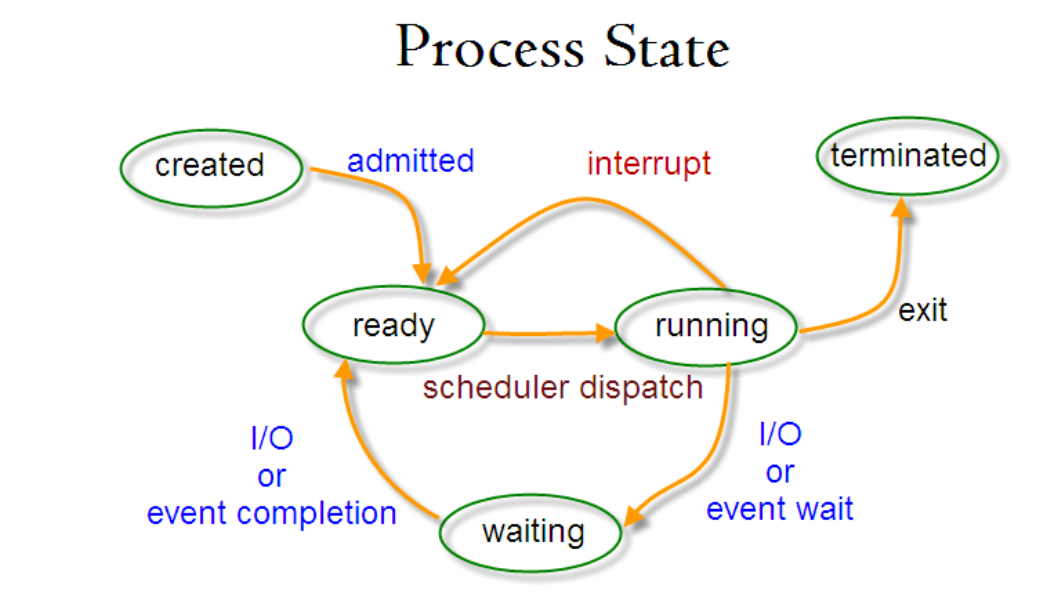 Process State
created
admitted
interrupt
terminated
ready
running
exit
scheduler dispatch
I/O
or
event completion
I/O
or
event wait
waiting